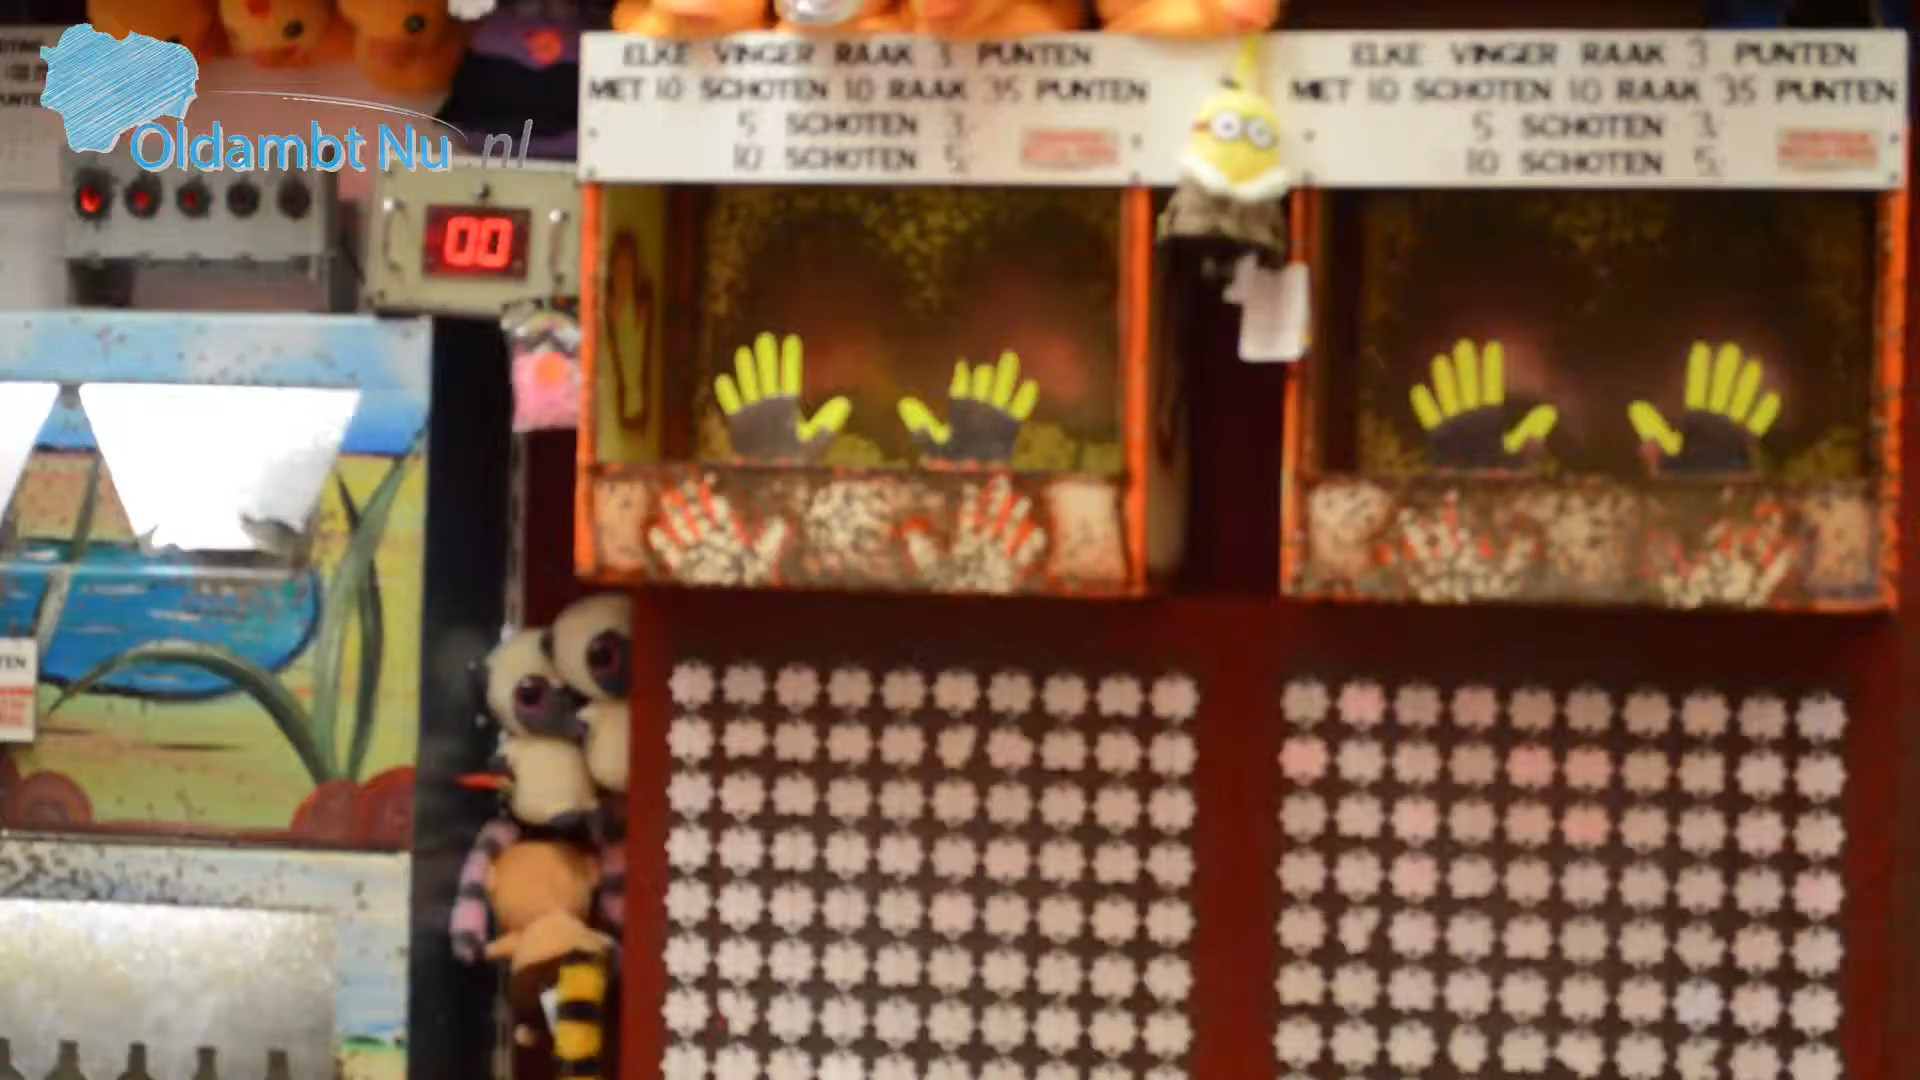 Oldambt Nu .nl
00
ELKE VINGER RAAK 3 PUNTEN
MET 10 SCHOTEN 10 RAAK 35 PUNTEN
5 SCHOTEN 3
10 SCHOTEN 5
ELKE VINGER RAAK 3 PUNTEN
MET 10 SCHOTEN 10 RAAK 35 PUNTEN
5 SCHOTEN 3
10 SCHOTEN 5